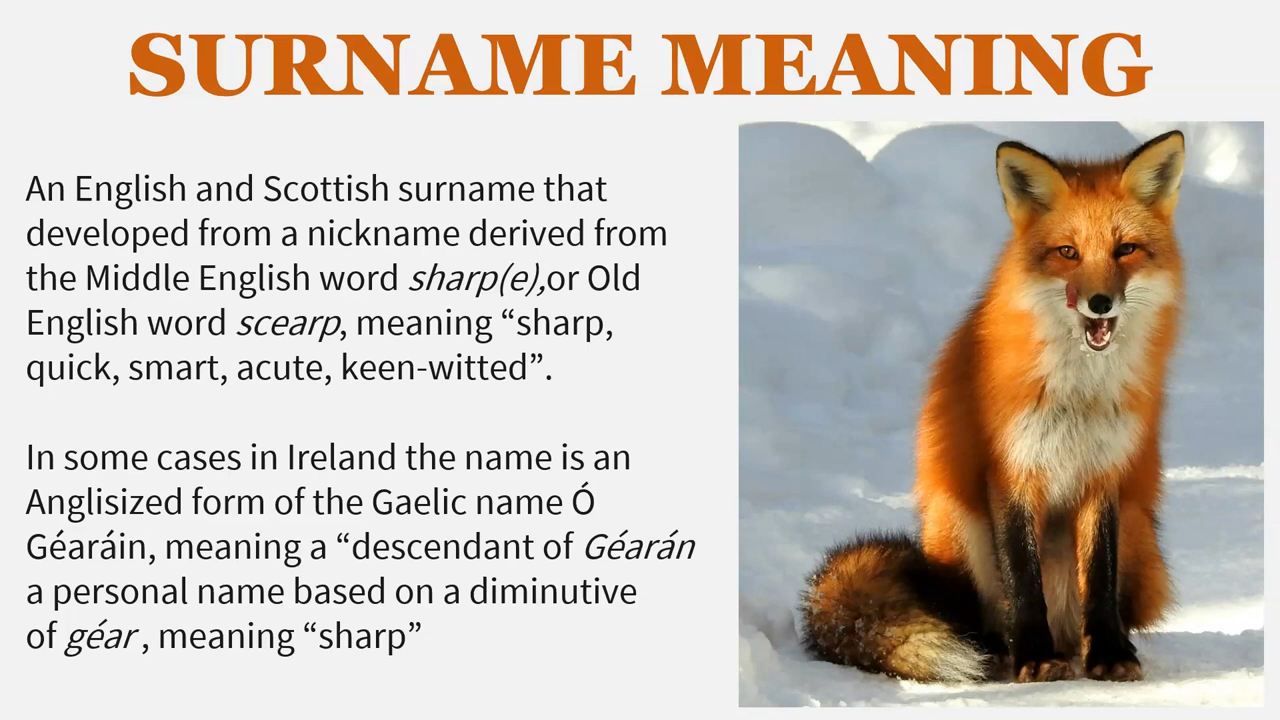 SURNAME MEANING
An English and Scottish surname that
developed from a nickname derived from
the Middle English word sharp(e),or Old
English word scearp, meaning “sharp,
quick, smart, acute, keen-witted”.
In some cases in Ireland the name is an
Anglisized form of the Gaelic name Ó
Géaráin, meaning a “descendant of Géarán
a personal name based on a diminutive
of géar , meaning “sharp”